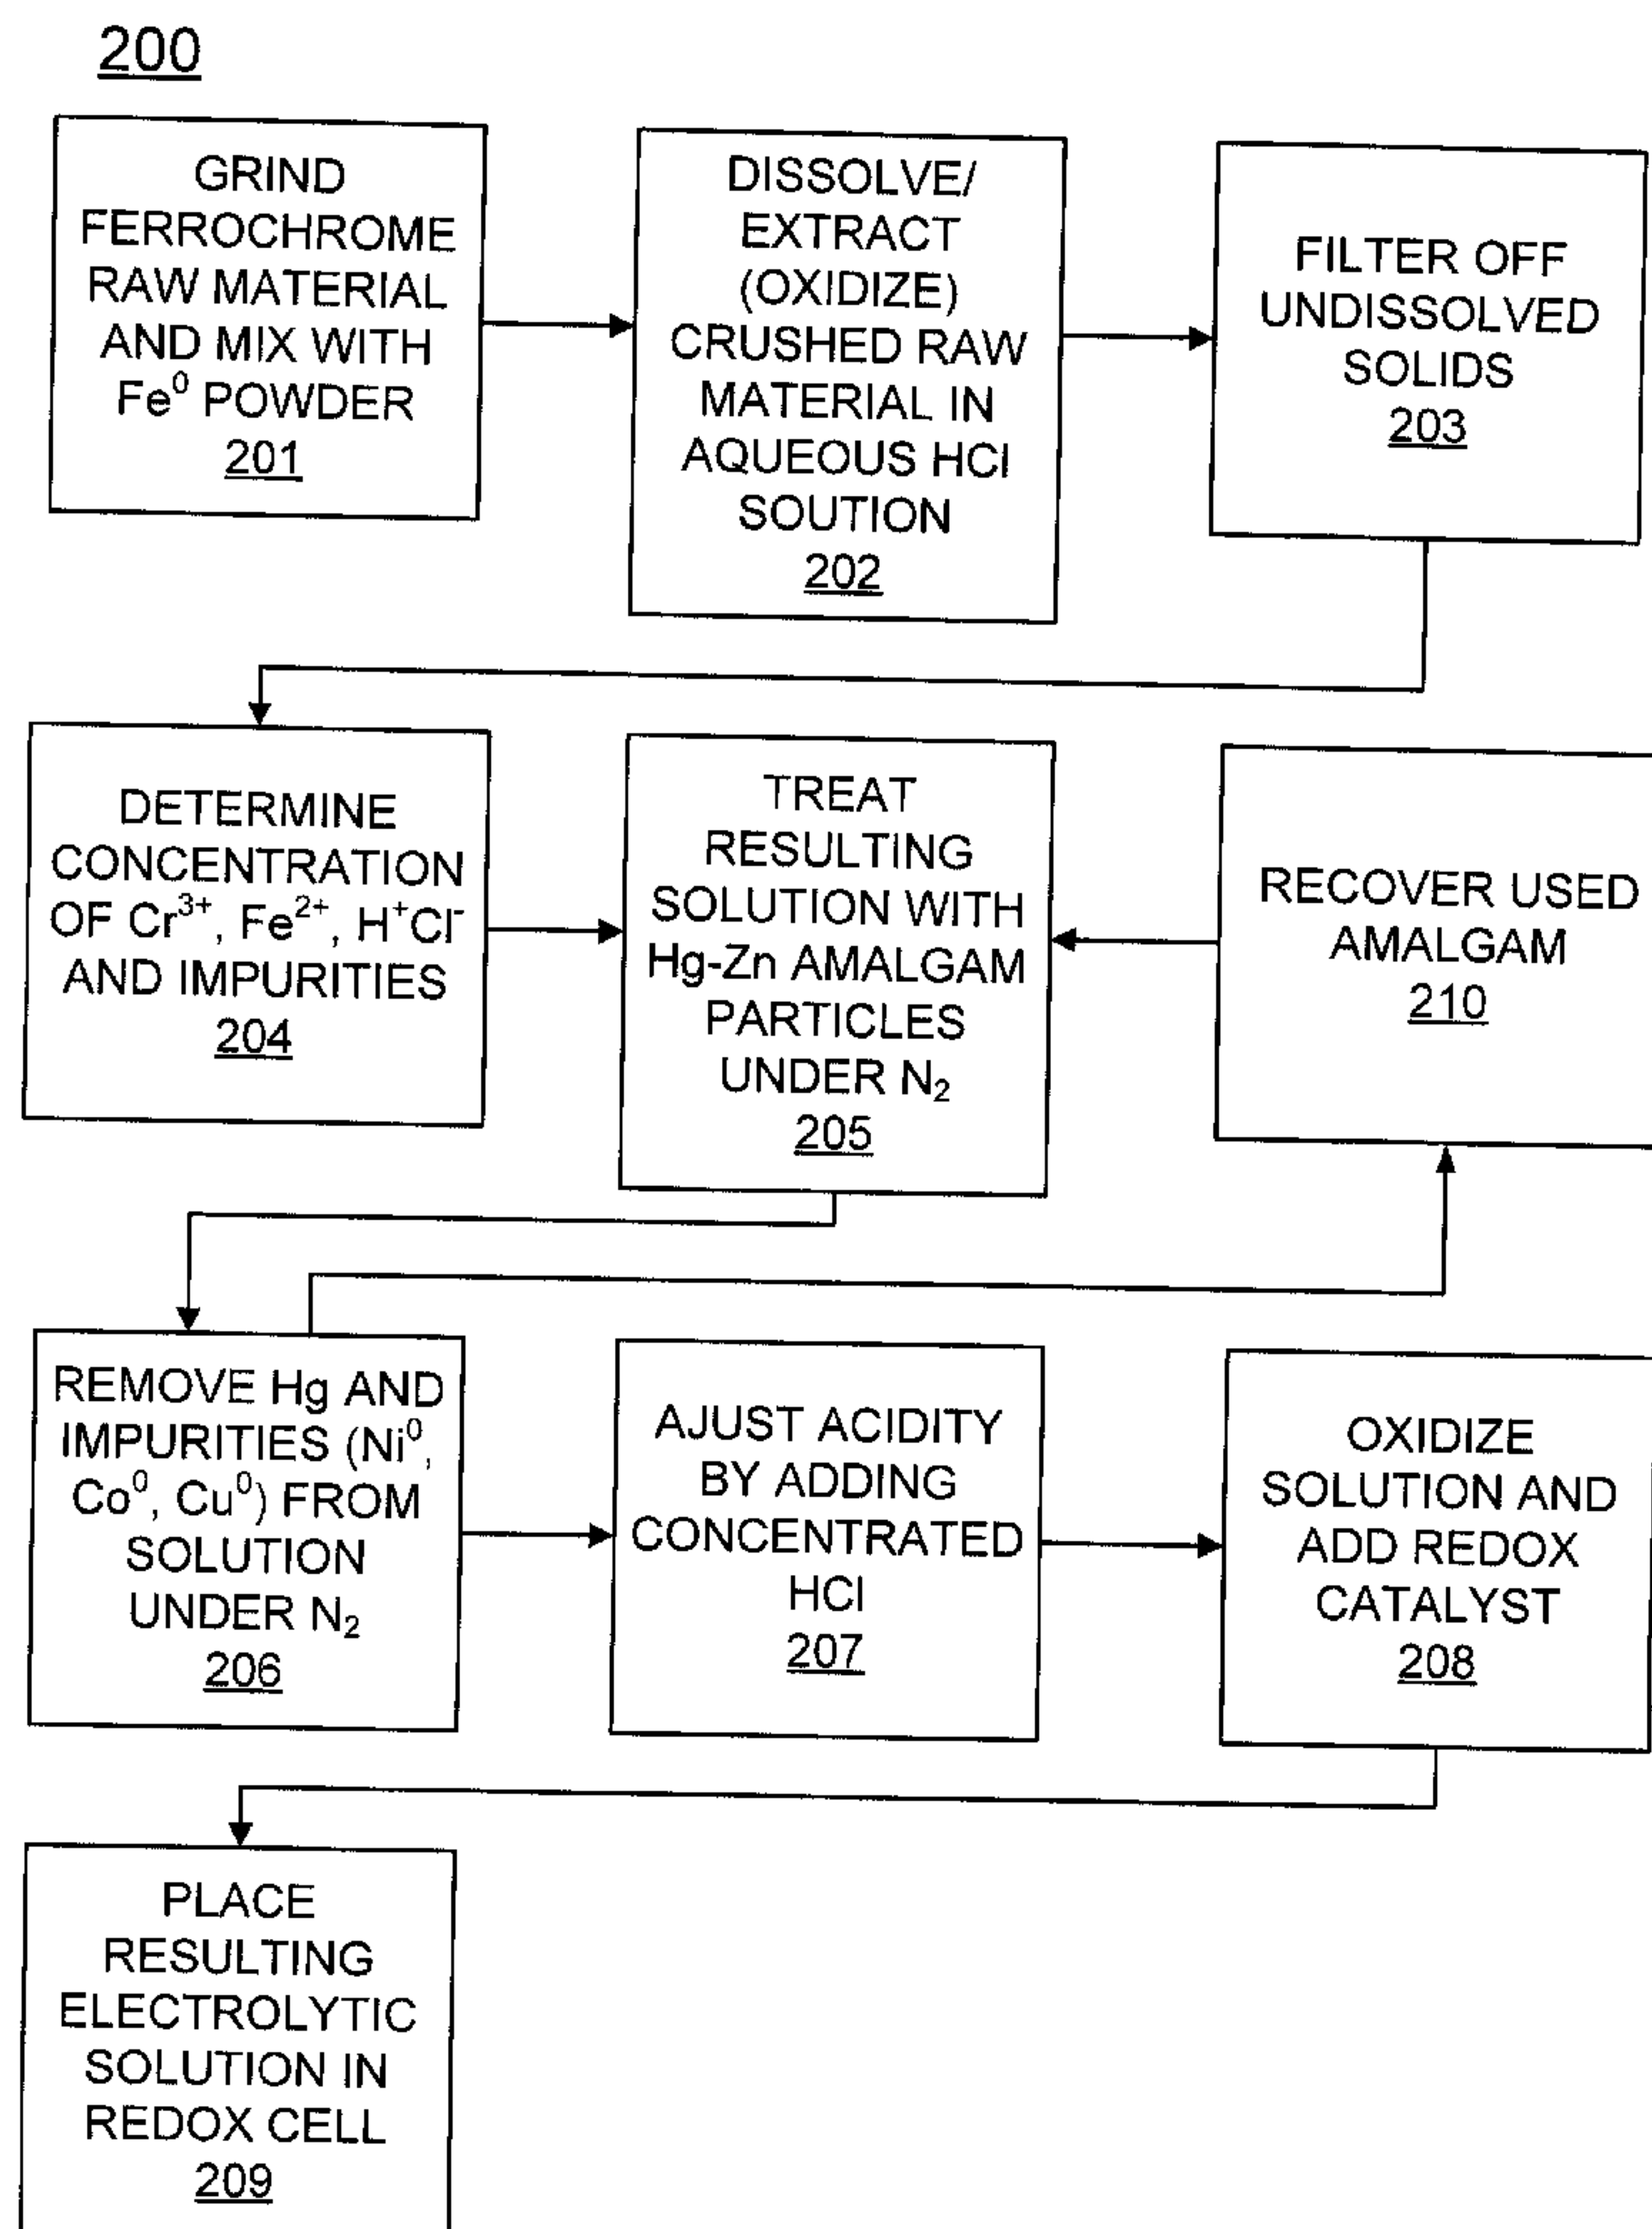 200
GRIND
FERROCHROME
RAW MATERIAL
AND MIX WITH
Fe⁰ POWDER
201
DISSOLVE/
EXTRACT
(OXIDIZE)
CRUSHED RAW
MATERIAL IN
AQUEOUS HCl
SOUTION
202
FILTER OFF
UNDISSOLVED
SOLIDS
203
DETERMINE
CONCENTRATION
OF Cr³⁺, Fe²⁺, H⁺Cl⁻
AND IMPURITIES
204
TREAT
RESULTING
SOLUTION WITH
Hg-Zn AMALGAM
PARTICLES
UNDER N₂
205
RECOVER USED
AMALGAM
210
REMOVE Hg AND
IMPURITIES (Ni⁰,
Co⁰, Cu⁰) FROM
SOLUTION
UNDER N₂
206
AJUST ACIDITY
BY ADDING
CONCENTRATED
HCl
207
OXIDIZE
SOLUTION AND
ADD REDOX
CATALYST
208
PLACE
RESULTING
ELECTROLYTIC
SOLUTION IN
REDOX CELL
209